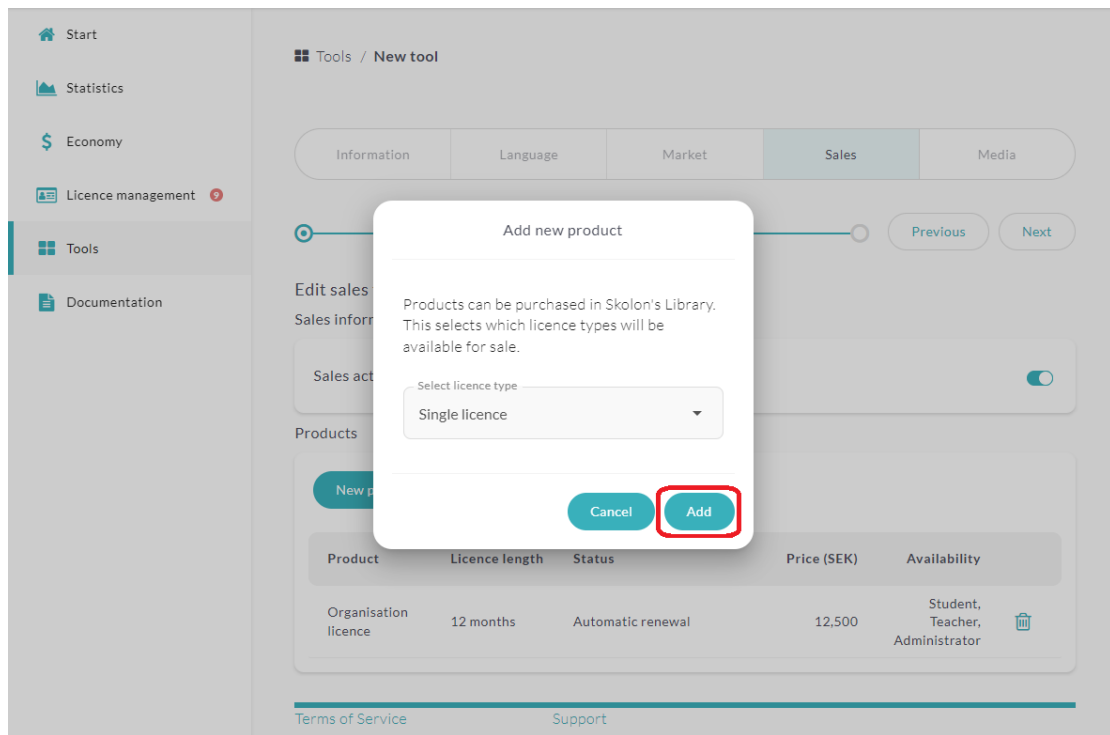 Start
Statistics
Economy
Licence management 9
Tools
Documentation
Tools / New tool
Information Language Market Sales Media
Previous Next
Edit sales
Sales inforr
Sales act
Products
New p
Add new product
Products can be purchased in Skolon's Library.
This selects which licence types will be
available for sale.
Select licence type
Single licence
Cancel Add
Product Licence length Status Price (SEK) Availability
Organisation
licence
12 months
Automatic renewal
12,500
Student,
Teacher,
Administrator
Terms of Service Support